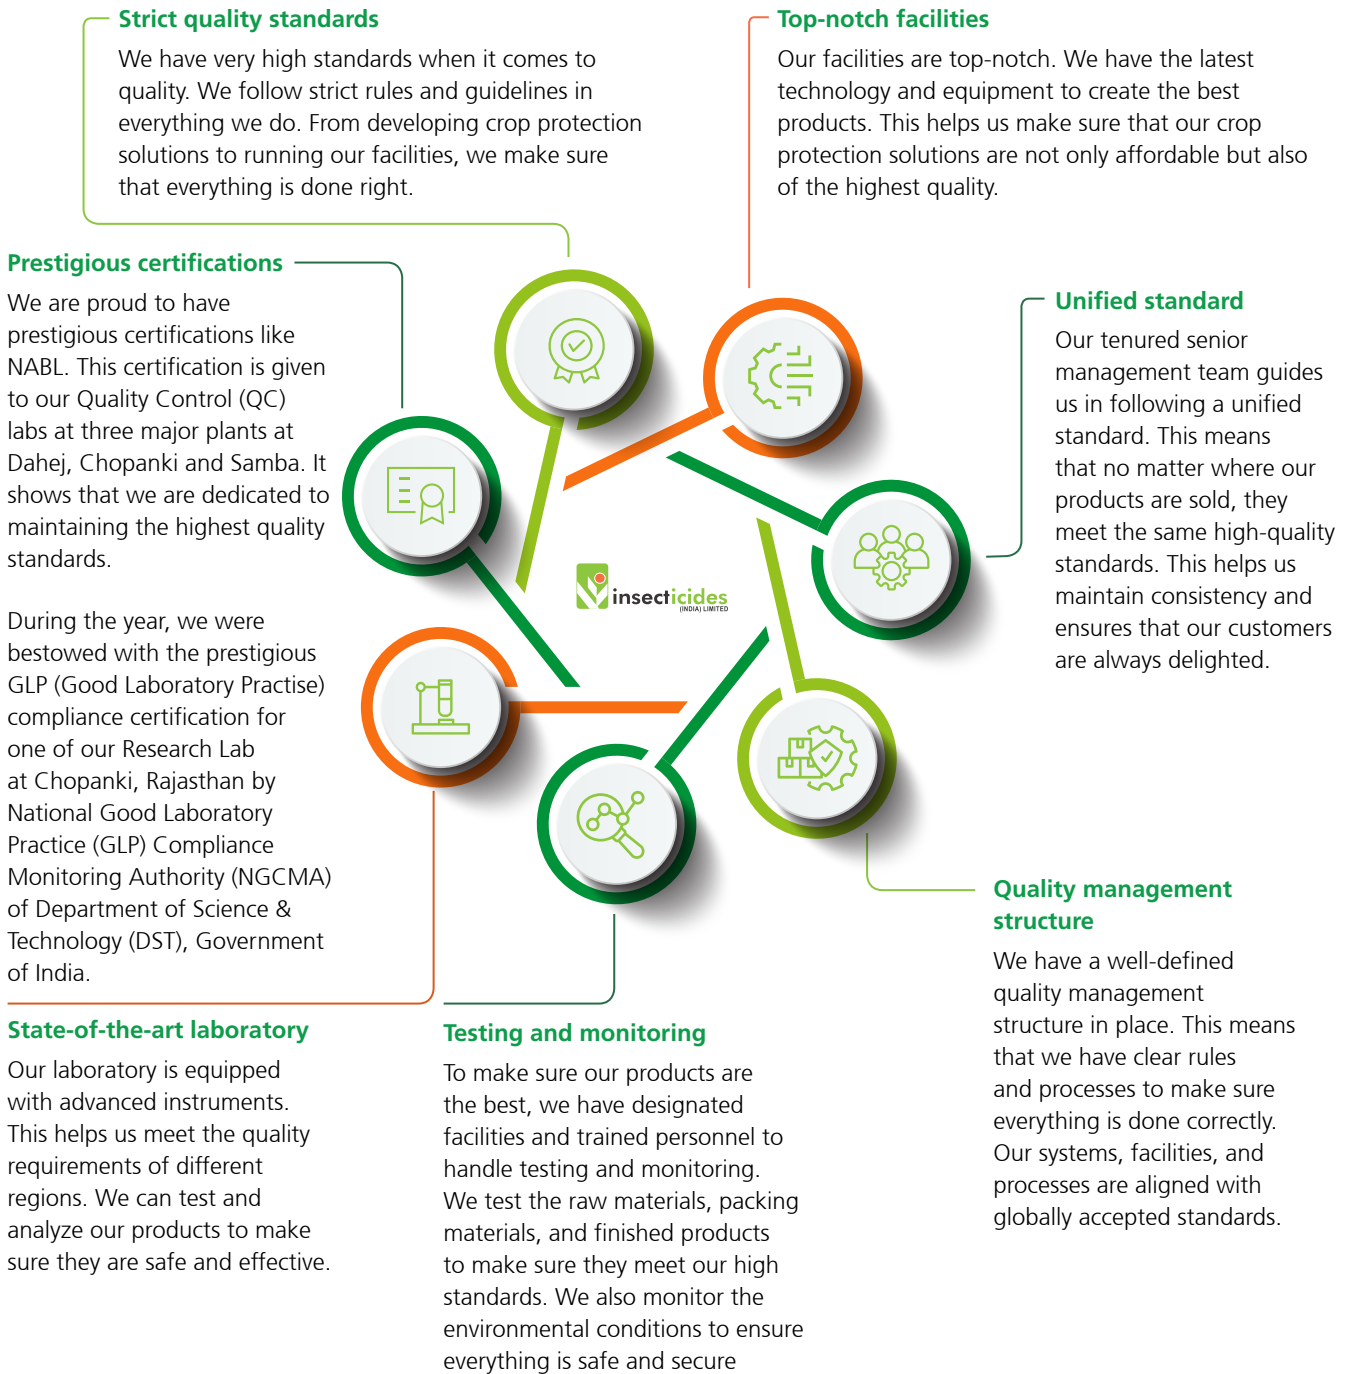 Strict quality standards
We have very high standards when it comes to
quality. We follow strict rules and guidelines in
everything we do. From developing crop protection
solutions to running our facilities, we make sure
that everything is done right.
Top-notch facilities
Our facilities are top-notch. We have the latest
technology and equipment to create the best
products. This helps us make sure that our crop
protection solutions are not only affordable but also
of the highest quality.
Prestigious certifications
We are proud to have
prestigious certifications like
NABL. This certification is given
to our Quality Control (QC)
labs at three major plants at
Dahej, Chopanki and Samba. It
shows that we are dedicated to
maintaining the highest quality
standards.
During the year, we were
bestowed with the prestigious
GLP (Good Laboratory Practise)
compliance certification for
one of our Research Lab
at Chopanki, Rajasthan by
National Good Laboratory
Practice (GLP) Compliance
Monitoring Authority (NGCMA)
of Department of Science &
Technology (DST), Government
of India.
Unified standard
Our tenured senior
management team guides
us in following a unified
standard. This means
that no matter where our
products are sold, they
meet the same high-quality
standards. This helps us
maintain consistency and
ensures that our customers
are always delighted.
insecticides
(INDIA) LIMITED
State-of-the-art laboratory
Our laboratory is equipped
with advanced instruments.
This helps us meet the quality
requirements of different
regions. We can test and
analyze our products to make
sure they are safe and effective.
Testing and monitoring
To make sure our products are
the best, we have designated
facilities and trained personnel to
handle testing and monitoring.
We test the raw materials, packing
materials, and finished products
to make sure they meet our high
standards. We also monitor the
environmental conditions to ensure
everything is safe and secure
Quality management
structure
We have a well-defined
quality management
structure in place. This means
that we have clear rules
and processes to make sure
everything is done correctly.
Our systems, facilities, and
processes are aligned with
globally accepted standards.